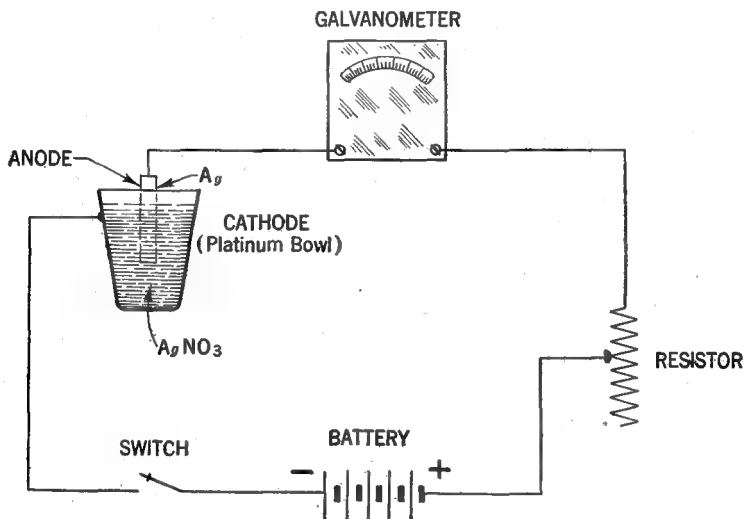 GALVANOMETER
ANODE
Ag
CATHODE
(Platinum Bowl)
AgNO3
RESISTOR
SWITCH
BATTERY
− +